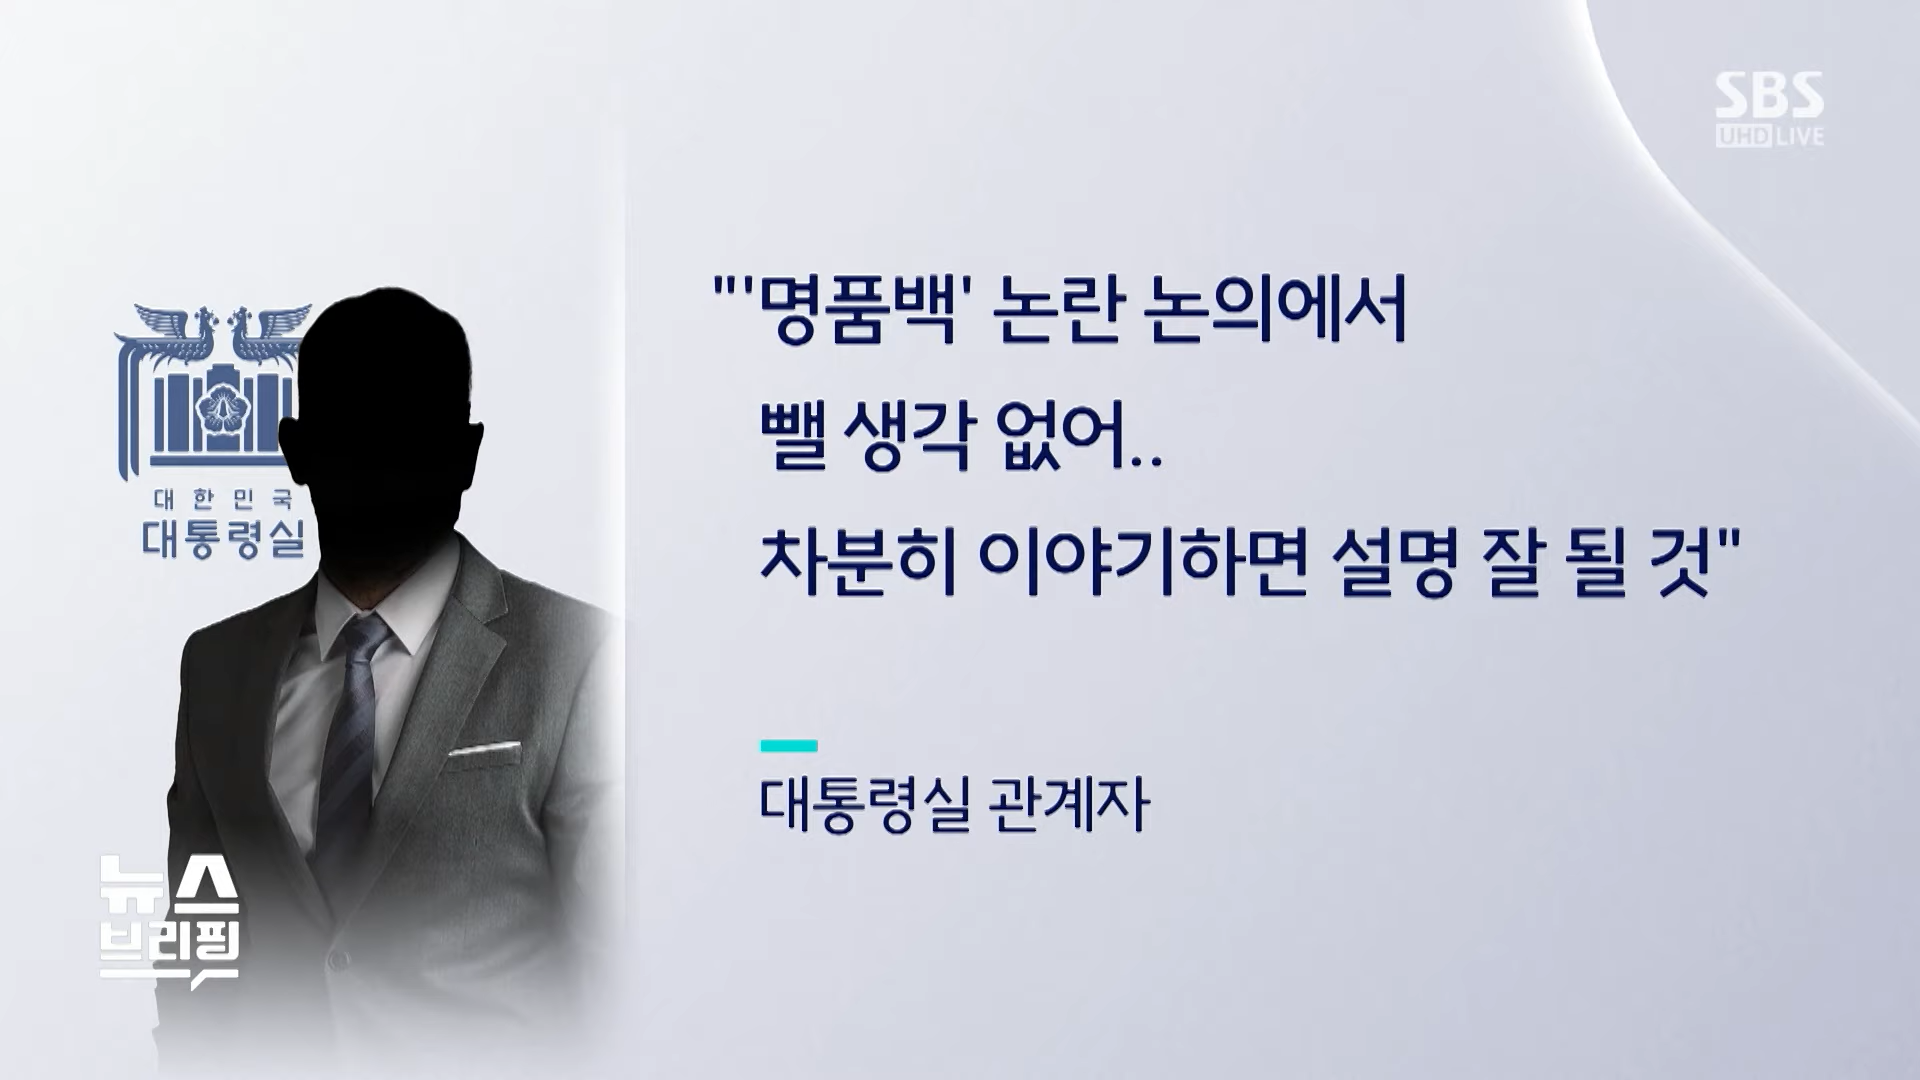 SBS
UHD LIVE
"'명품백' 논란 논의에서
뺄 생각 없어..
차분히 이야기하면 설명 잘 될 것"
대통령실 관계자
대한민국
대통령실
뉴스
브리핑